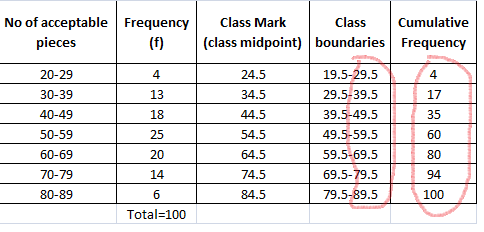 No of acceptable Frequency Class Mark Class Cumulative
pieces (f) (class midpoint) boundaries Frequency
20-29 4 24.5 19.5-29.5 4
30-39 13 34.5 29.5-39.5 17
40-49 18 44.5 39.5-49.5 35
50-59 25 54.5 49.5-59.5 60
60-69 20 64.5 59.5-69.5 80
70-79 14 74.5 69.5-79.5 94
80-89 6 84.5 79.5-89.5 100
Total=100